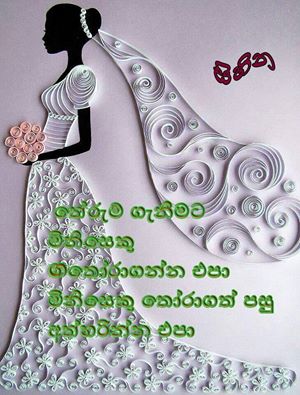 සිහිත
තේරුම ගැනීමට
මිනිසෙකු
තෝරාගන්න එපා
මිනිසෙකු තෝරාගත් පසු
අත්හරින්න එපා